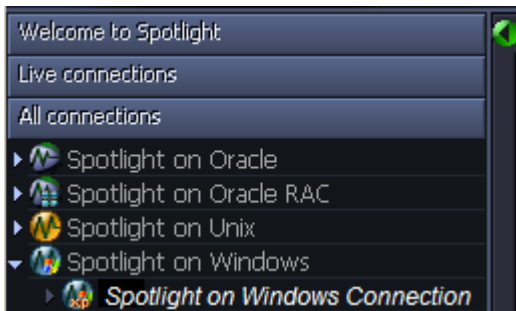 Welcome to Spotlight
Live connections
All connections
Spotlight on Oracle
Spotlight on Oracle RAC
Spotlight on Unix
Spotlight on Windows
XP Spotlight on Windows Connection